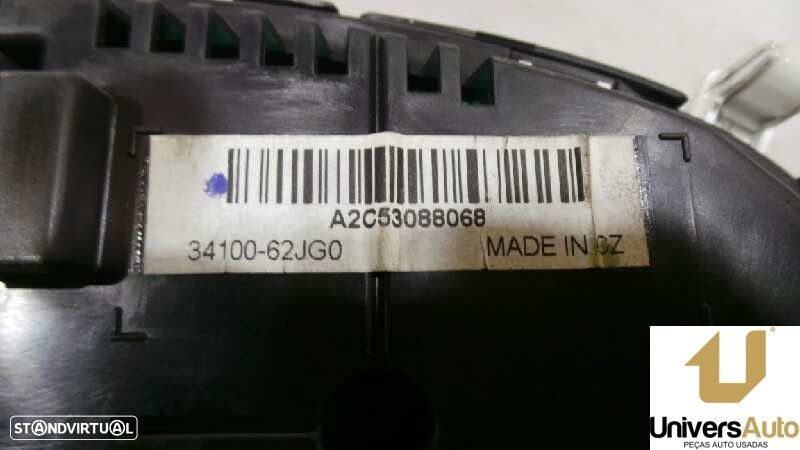 A2C53088068
34100-62JG0 MADE IN CZ
UniversAuto
PEÇAS AUTO USADAS
STANDVIRTUAL